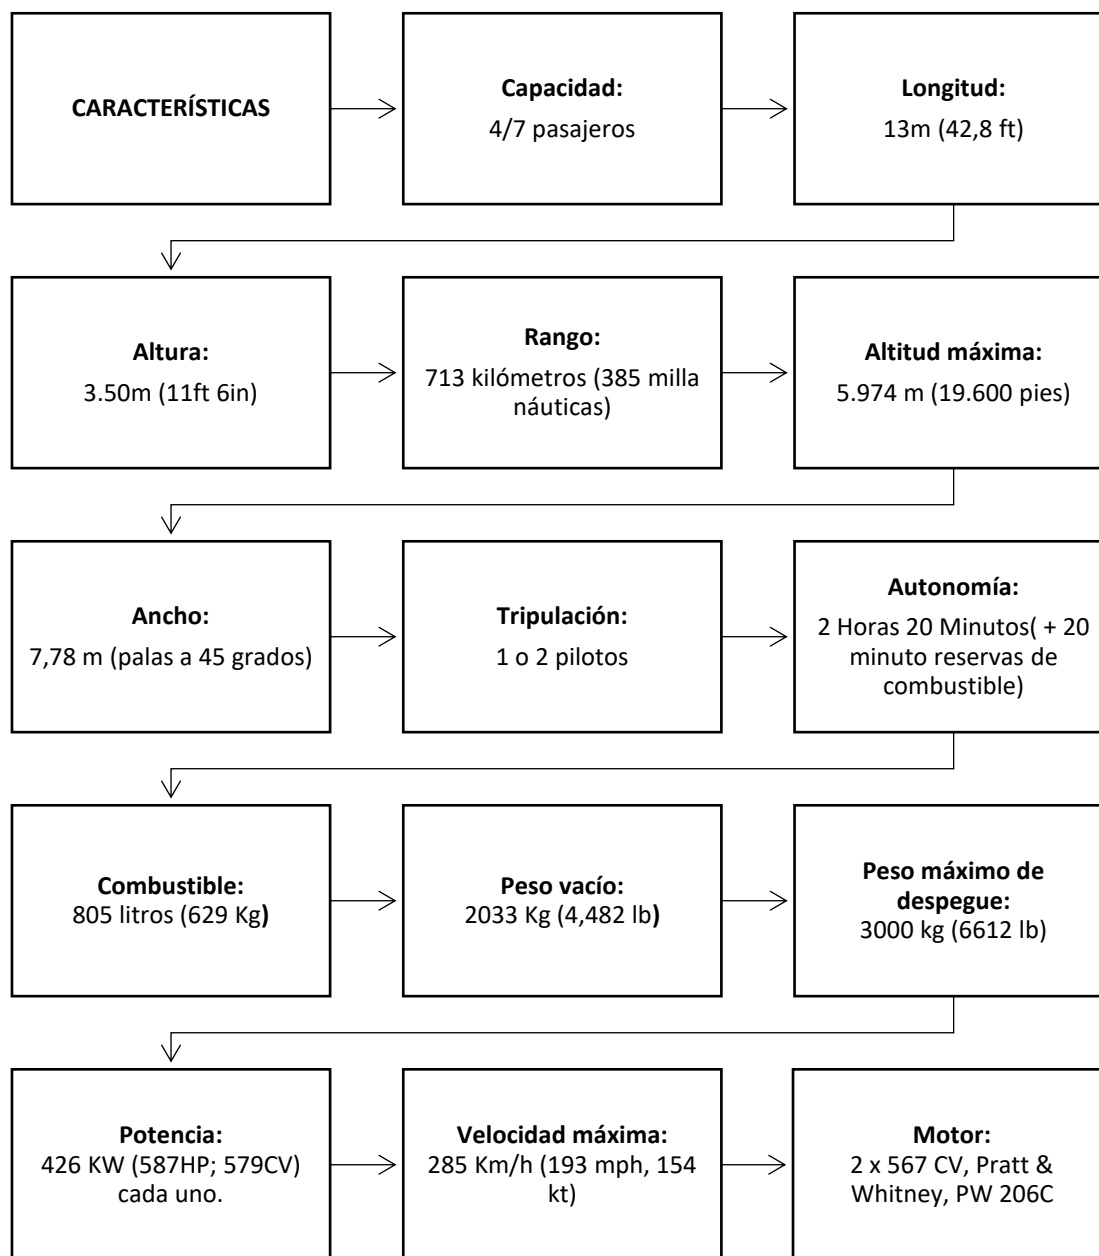 CARACTERÍSTICAS
Capacidad:
4/7 pasajeros
Longitud:
13m (42,8 ft)
Altura:
3.50m (11ft 6in)
Rango:
713 kilómetros (385 milla
náuticas)
Altitud máxima:
5.974 m (19.600 pies)
Ancho:
7,78 m (palas a 45 grados)
Tripulación:
1 o 2 pilotos
Autonomía:
2 Horas 20 Minutos( + 20
minuto reservas de
combustible)
Combustible:
805 litros (629 Kg)
Peso vacío:
2033 Kg (4,482 lb)
Peso máximo de
despegue:
3000 kg (6612 lb)
Potencia:
426 KW (587HP; 579CV)
cada uno.
Velocidad máxima:
285 Km/h (193 mph, 154
kt)
Motor:
2 x 567 CV, Pratt &
Whitney, PW 206C